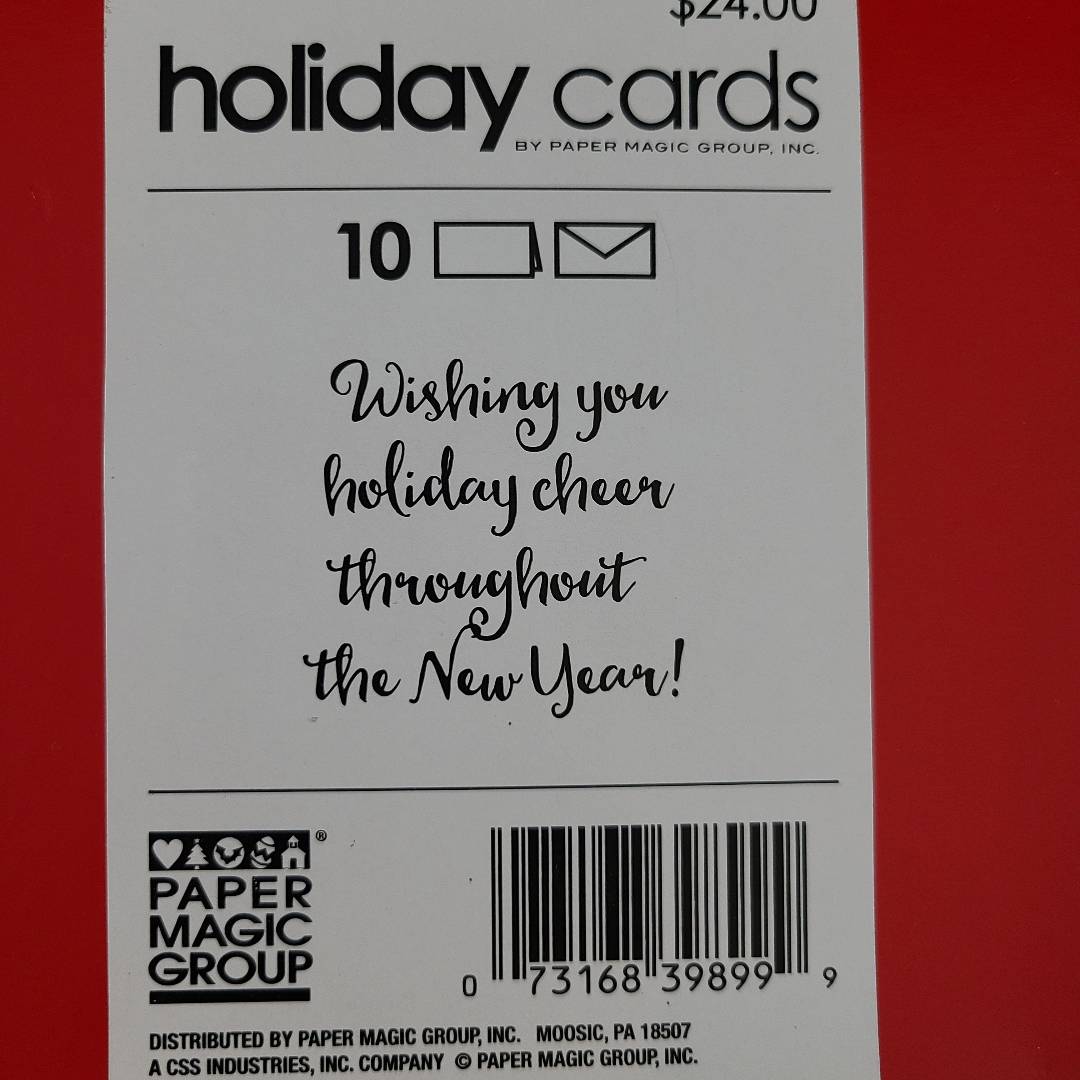 $24.00
holiday cards
BY PAPER MAGIC GROUP, INC.
10
Wishing you
holiday cheer
throughout
the New Year!
®
PAPER
MAGIC
GROUP
0 73168 39899 9
DISTRIBUTED BY PAPER MAGIC GROUP, INC. MOOSIC, PA 18507
A CSS INDUSTRIES, INC. COMPANY © PAPER MAGIC GROUP, INC.